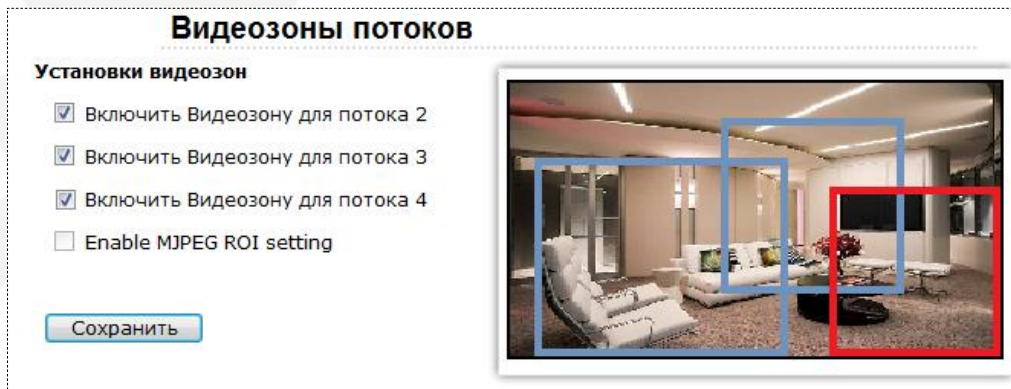 Видеозоны потоков
Установки видеозон
Включить Видеозону для потока 2
Включить Видеозону для потока 3
Включить Видеозону для потока 4
Enable MJPEG ROI setting
Сохранить